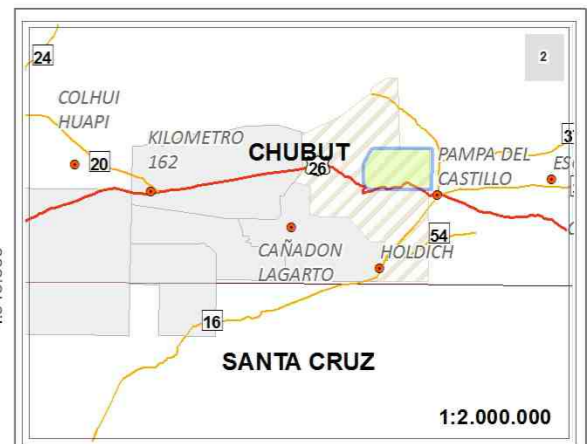 24
2
COLHUI
HUAPI
KILOMETRO
162
20
CHUBUT
26
PAMPA DEL
CASTILLO
CAÑADON
LAGARTO
HOLDICH
54
16
SANTA CRUZ
1:2.000.000